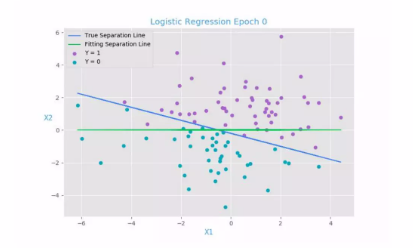 Logistic Regression Epoch 0
True Separation Line
Fitting Separation Line
Y = 1
Y = 0
6
4
2
0
−2
−4
X2
−6
−4
−2
0
2
4
X1